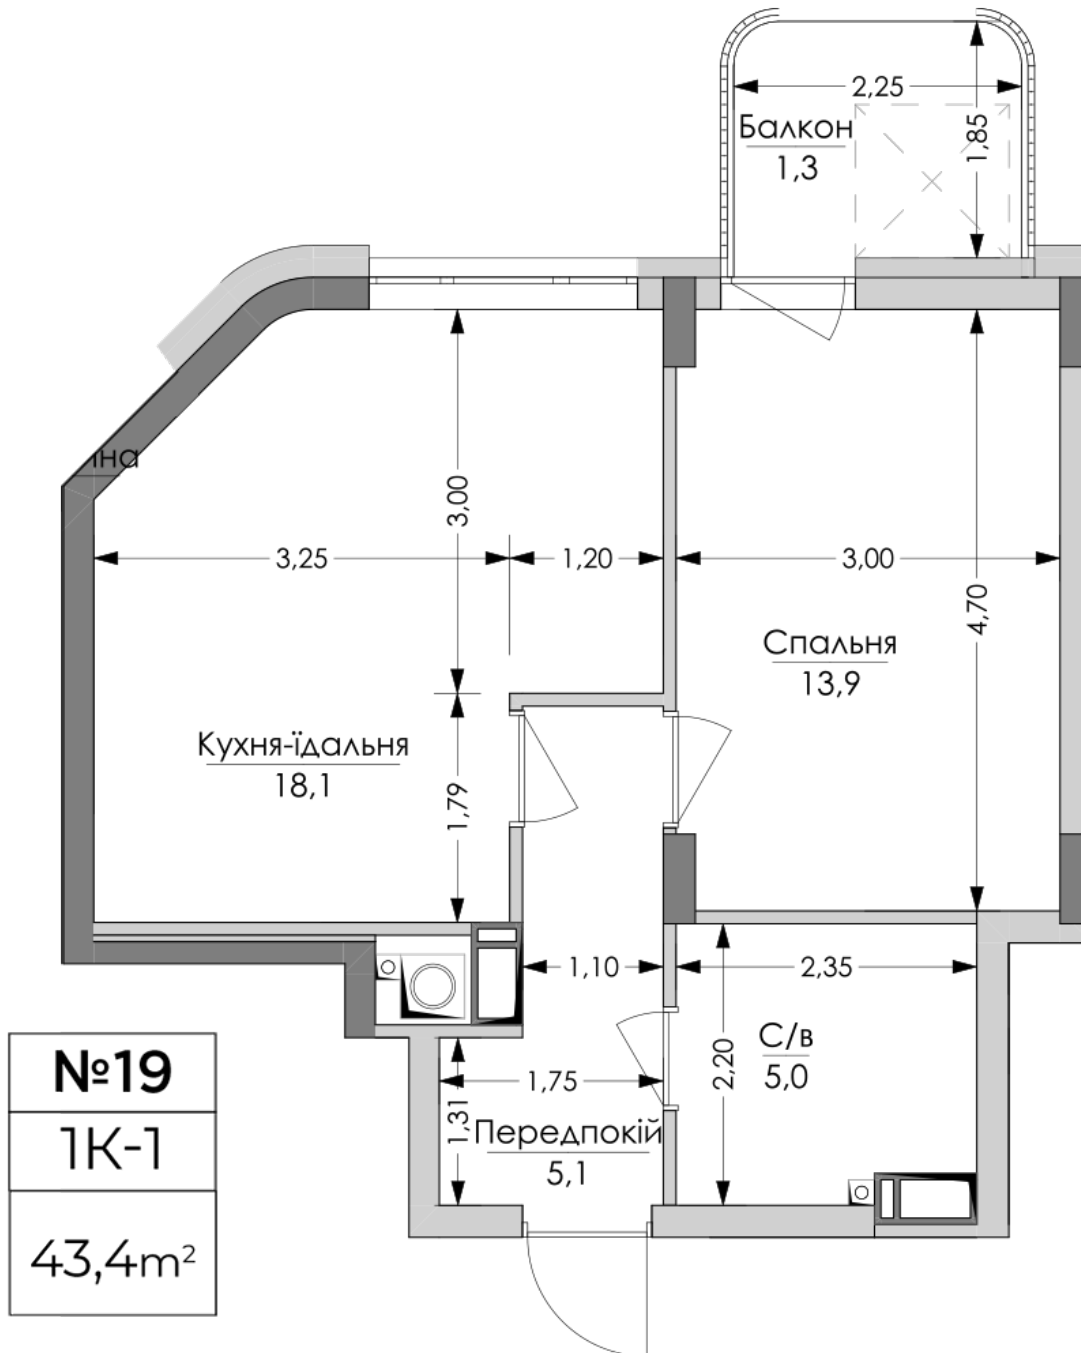 2,25
Балкон
1,3
1,85
3,00
3,25
1,20
3,00
4,70
Спальня
13,9
Кухня-їдальня
18,1
1,79
1,10
2,35
С/в
5,0
2,20
1,75
1,31
Передпокій
5,1
№19
1К-1
43,4m²